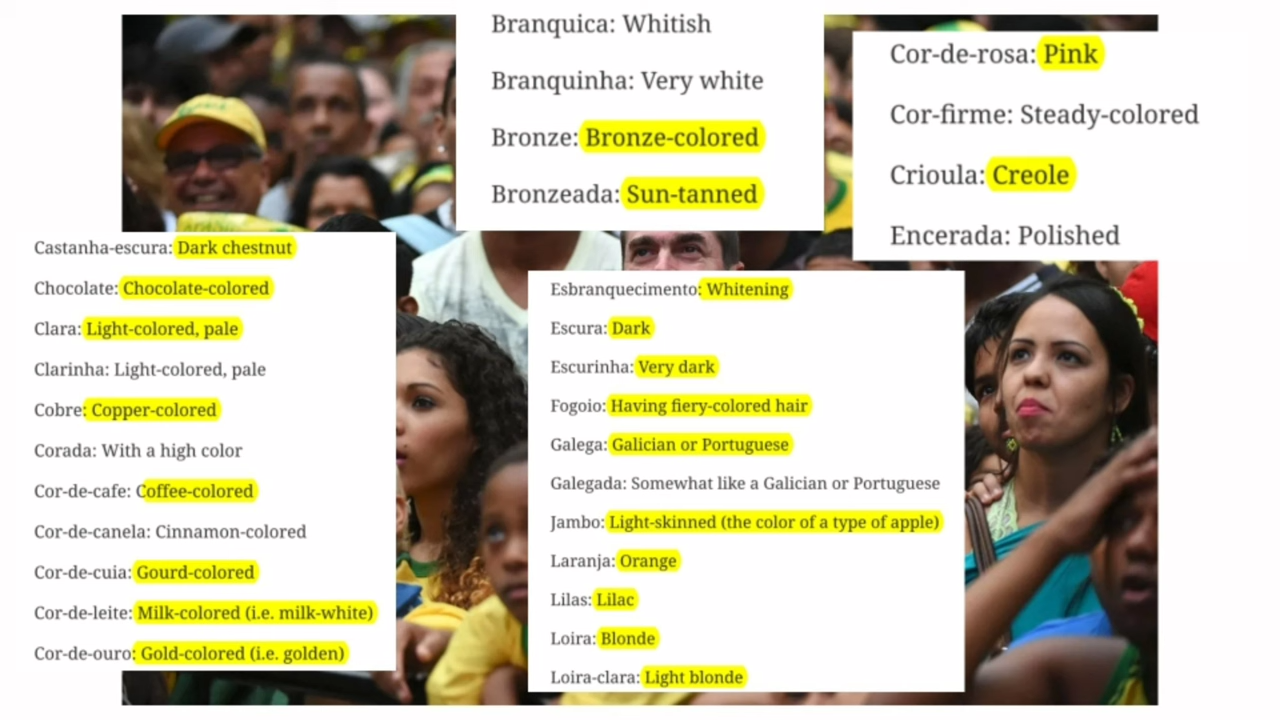 Branquica: Whitish
Branquinha: Very white
Bronze: Bronze-colored
Bronzeada: Sun-tanned
Cor-de-rosa: Pink
Cor-firme: Steady-colored
Crioula: Creole
Encerada: Polished
Castanha-escura: Dark chestnut
Chocolate: Chocolate-colored
Clara: Light-colored, pale
Clarinha: Light-colored, pale
Cobre: Copper-colored
Corada: With a high color
Cor-de-cafe: Coffee-colored
Cor-de-canela: Cinnamon-colored
Cor-de-cuia: Gourd-colored
Cor-de-leite: Milk-colored (i.e. milk-white)
Cor-de-ouro: Gold-colored (i.e. golden)
Esbranquecimento: Whitening
Escura: Dark
Escurinha: Very dark
Fogoio: Having fiery-colored hair
Galega: Galician or Portuguese
Galegada: Somewhat like a Galician or Portuguese
Jambo: Light-skinned (the color of a type of apple)
Laranja: Orange
Lilas: Lilac
Loira: Blonde
Loira-clara: Light blonde